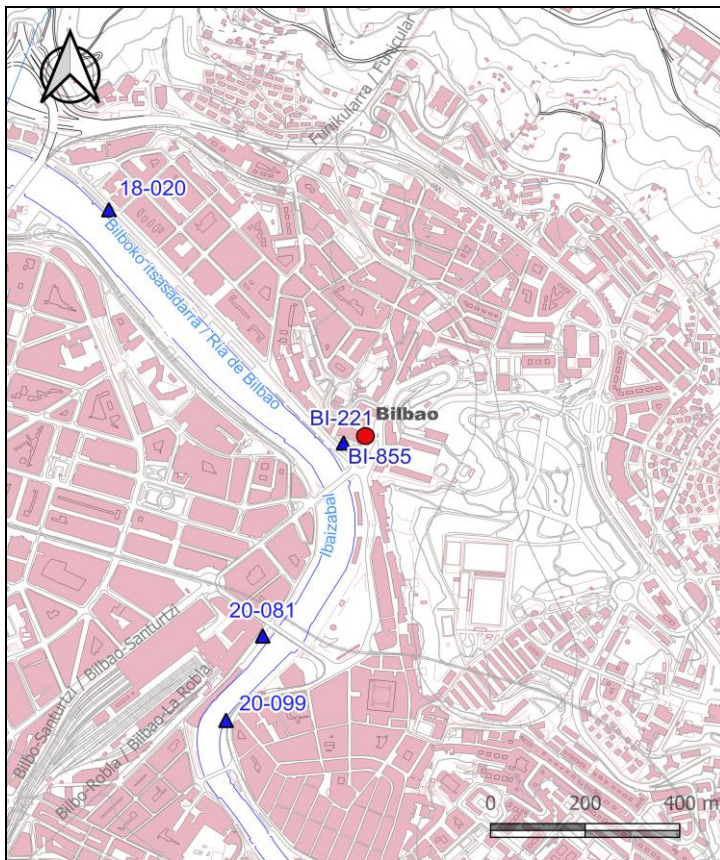 Funikularra / Funicular
18-020
Bilboko itsasadarra / Ría de Bilbao
BI-221
Bilbao
BI-855
Ibaizabal
20-081
20-099
Bilbo-Santurtzi / Bilbao-Santurtzi
Bilbo-Robla / Bilbao-La Robla
0 200 400 m